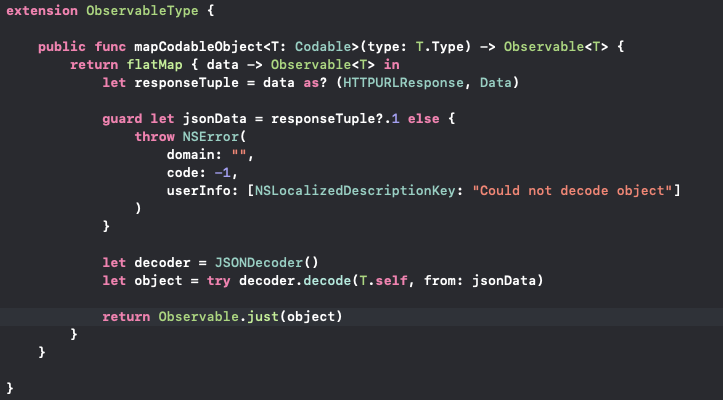 extension ObservableType {
public func mapCodableObject<T: Codable>(type: T.Type) -> Observable<T> {
return flatMap { data -> Observable<T> in
let responseTuple = data as? (HTTPURLResponse, Data)
guard let jsonData = responseTuple?.1 else {
throw NSError(
domain: "",
code: -1,
userInfo: [NSLocalizedDescriptionKey: "Could not decode object"]
)
}
let decoder = JSONDecoder()
let object = try decoder.decode(T.self, from: jsonData)
return Observable.just(object)
}
}
}